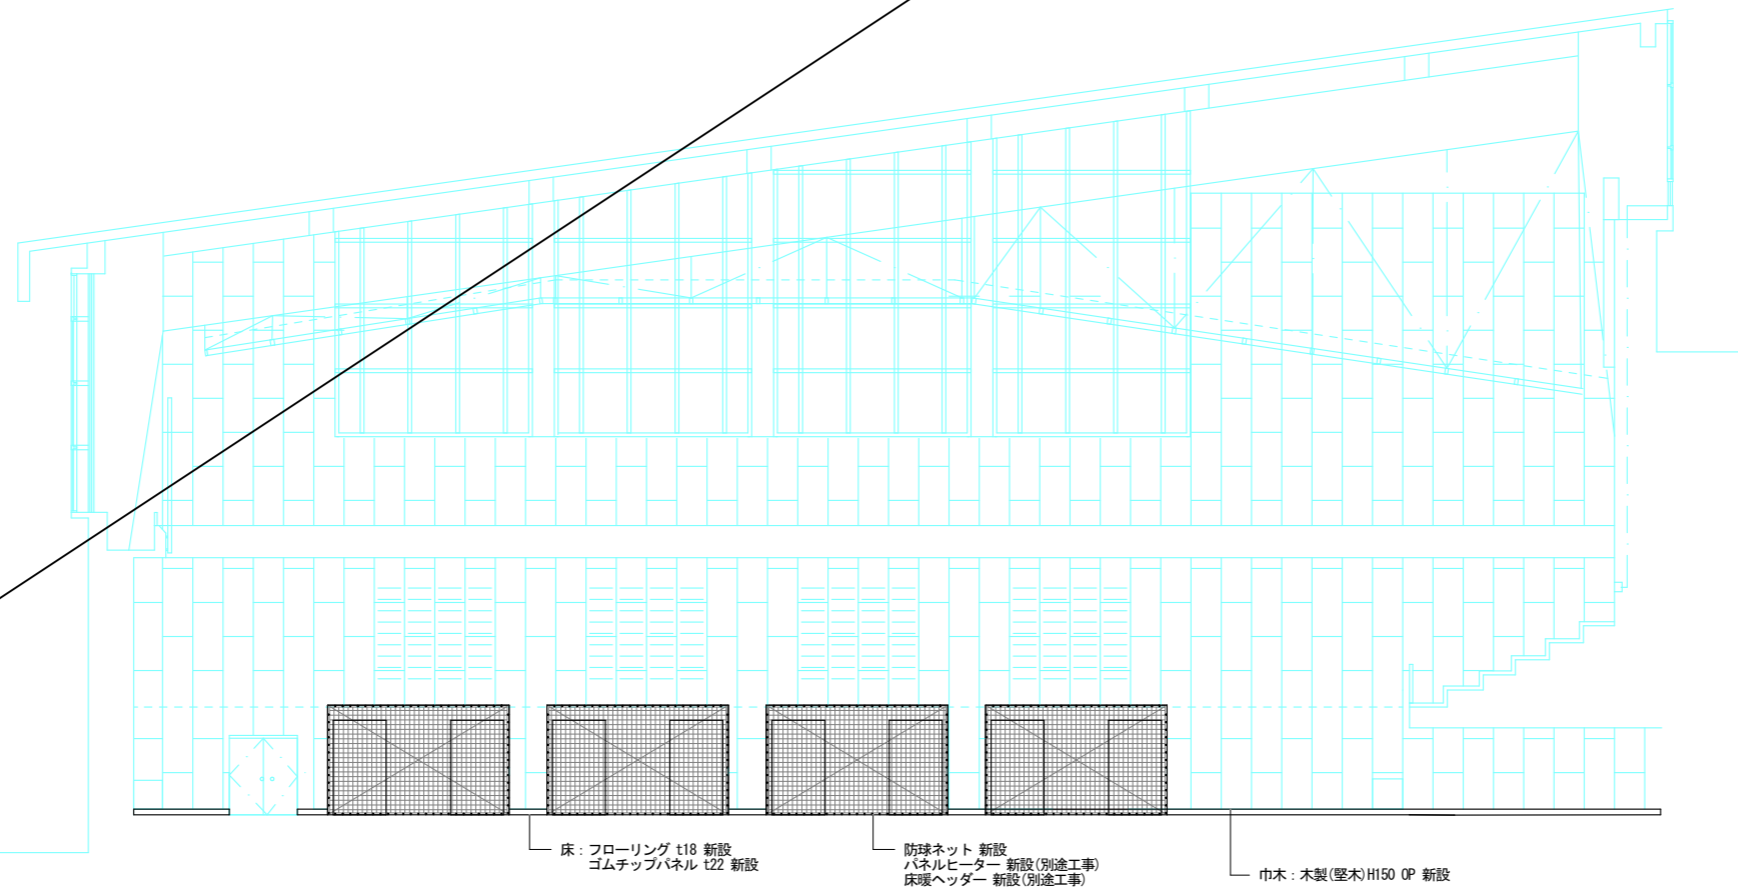 床：フローリング t18 新設
ゴムチップパネル t22 新設
防球ネット 新設
パネルヒーター 新設(別途工事)
床暖ヘッダー 新設(別途工事)
巾木：木製(堅木)H150 OP 新設